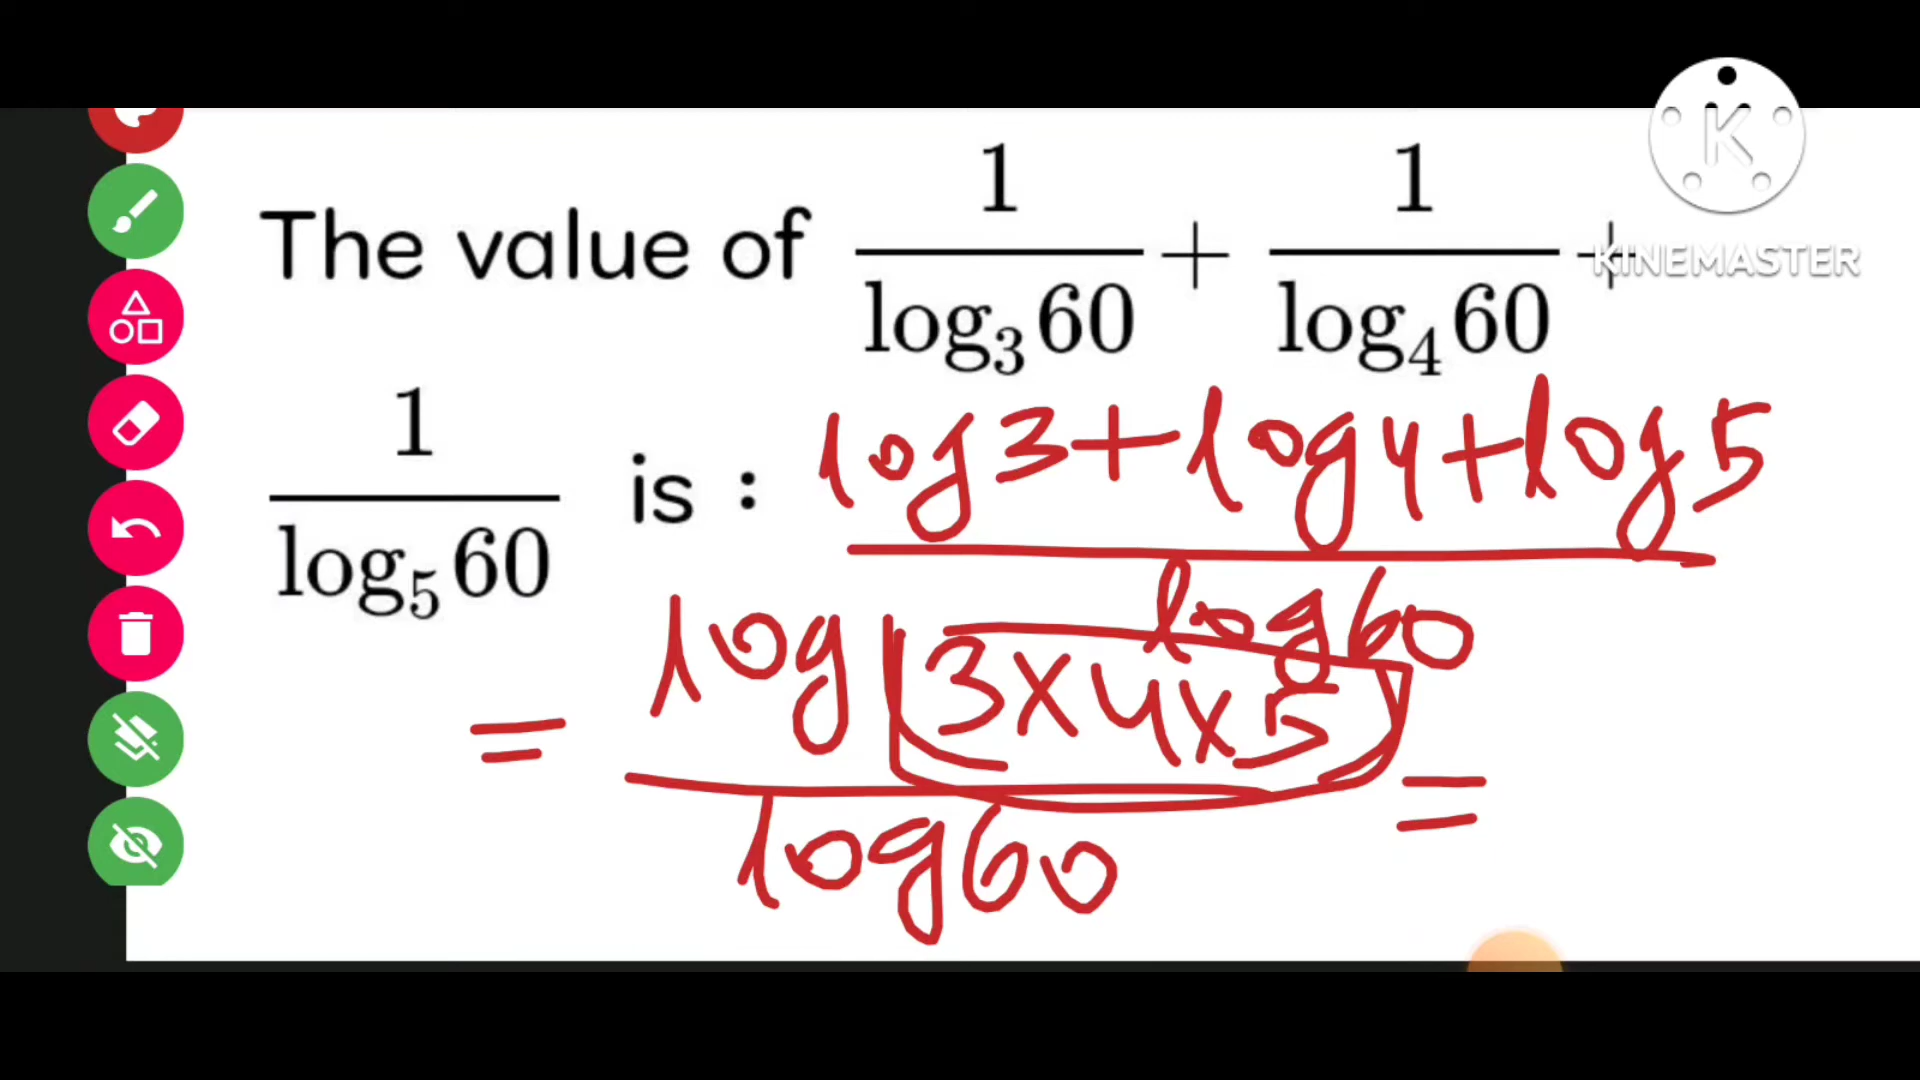 KINEMASTER
The value of 1/log₃60 + 1/log₄60 +
1/log₅60 is :
log3+log4+log5
log60
= log(3×4×5)
log60
=